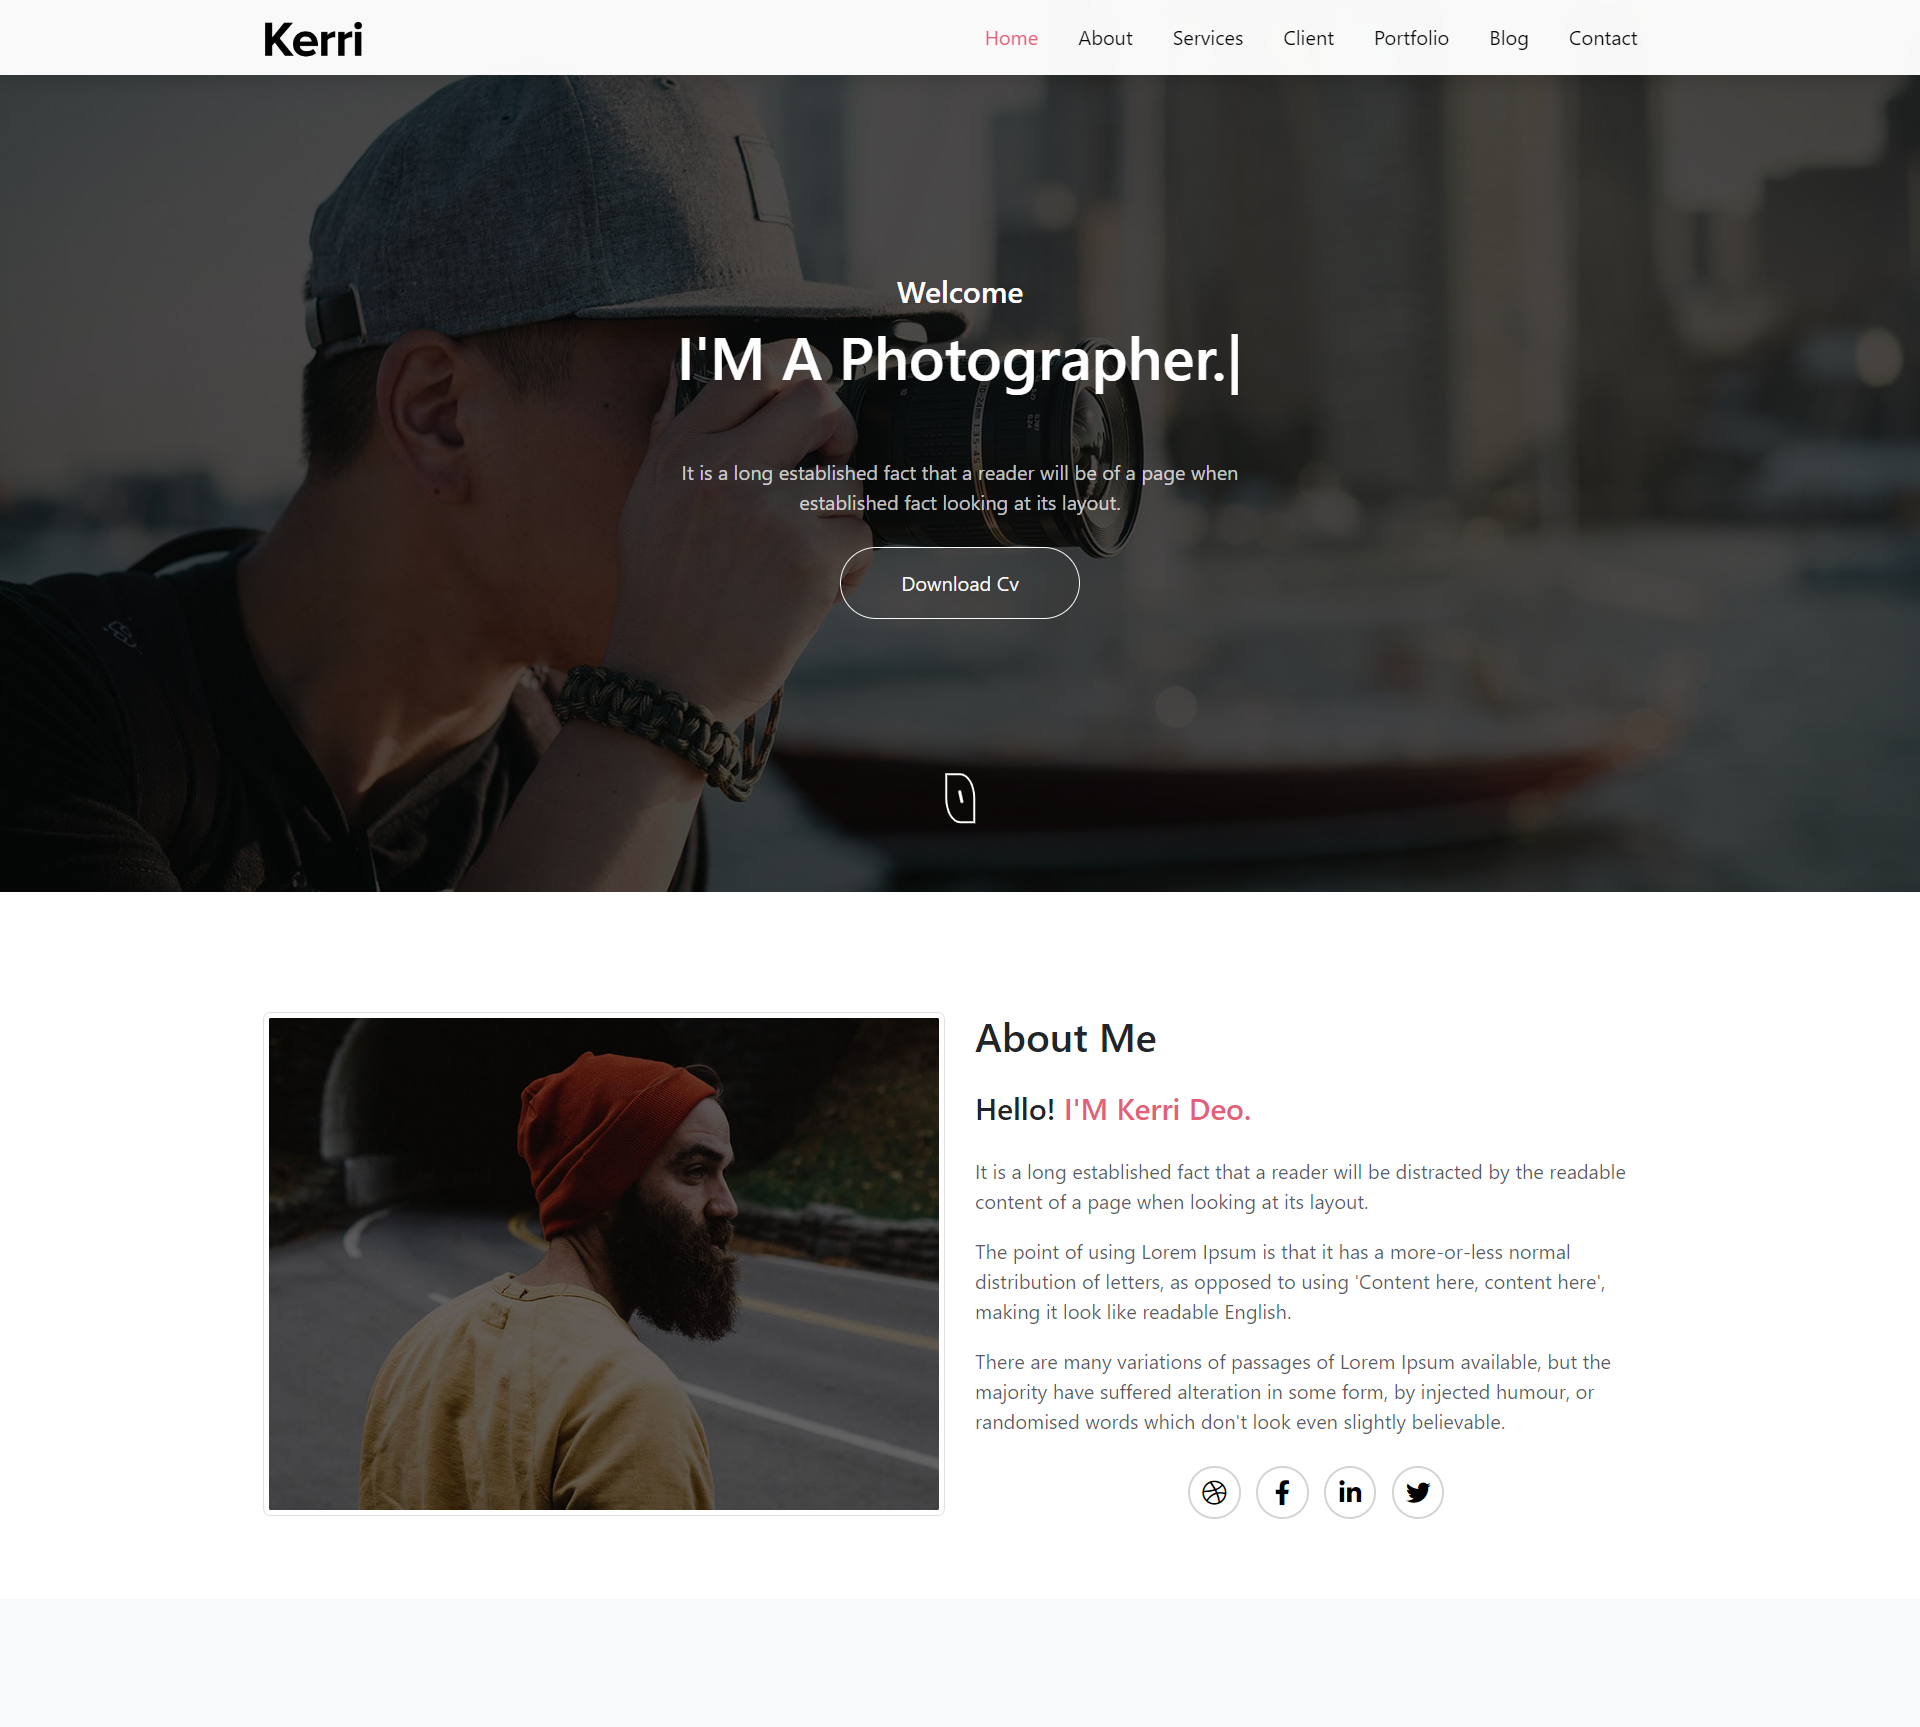 Kerri
Home About Services Client Portfolio Blog Contact
Welcome
I'M A Photographer.|
It is a long established fact that a reader will be of a page when
established fact looking at its layout.
Download Cv
About Me
Hello! I'M Kerri Deo.
It is a long established fact that a reader will be distracted by the readable
content of a page when looking at its layout.
The point of using Lorem Ipsum is that it has a more-or-less normal
distribution of letters, as opposed to using 'Content here, content here',
making it look like readable English.
There are many variations of passages of Lorem Ipsum available, but the
majority have suffered alteration in some form, by injected humour, or
randomised words which don't look even slightly believable.